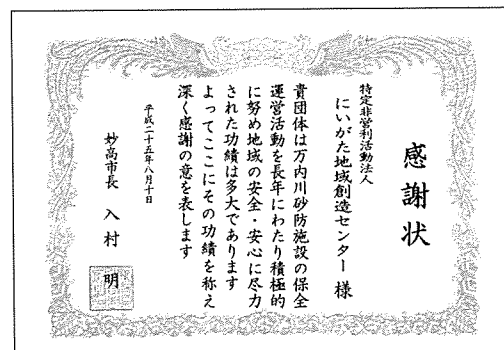 感謝状
特定非営利活動法人
にいがた地域創造センター 様
貴団体は万内川砂防施設の保全
運営活動を長年にわたり積極的
に努め地域の安全・安心に尽力
された功績は多大であります
よってここにその功績を称え
深く感謝の意を表します
平成二十五年八月十日
妙高市長 入村 明